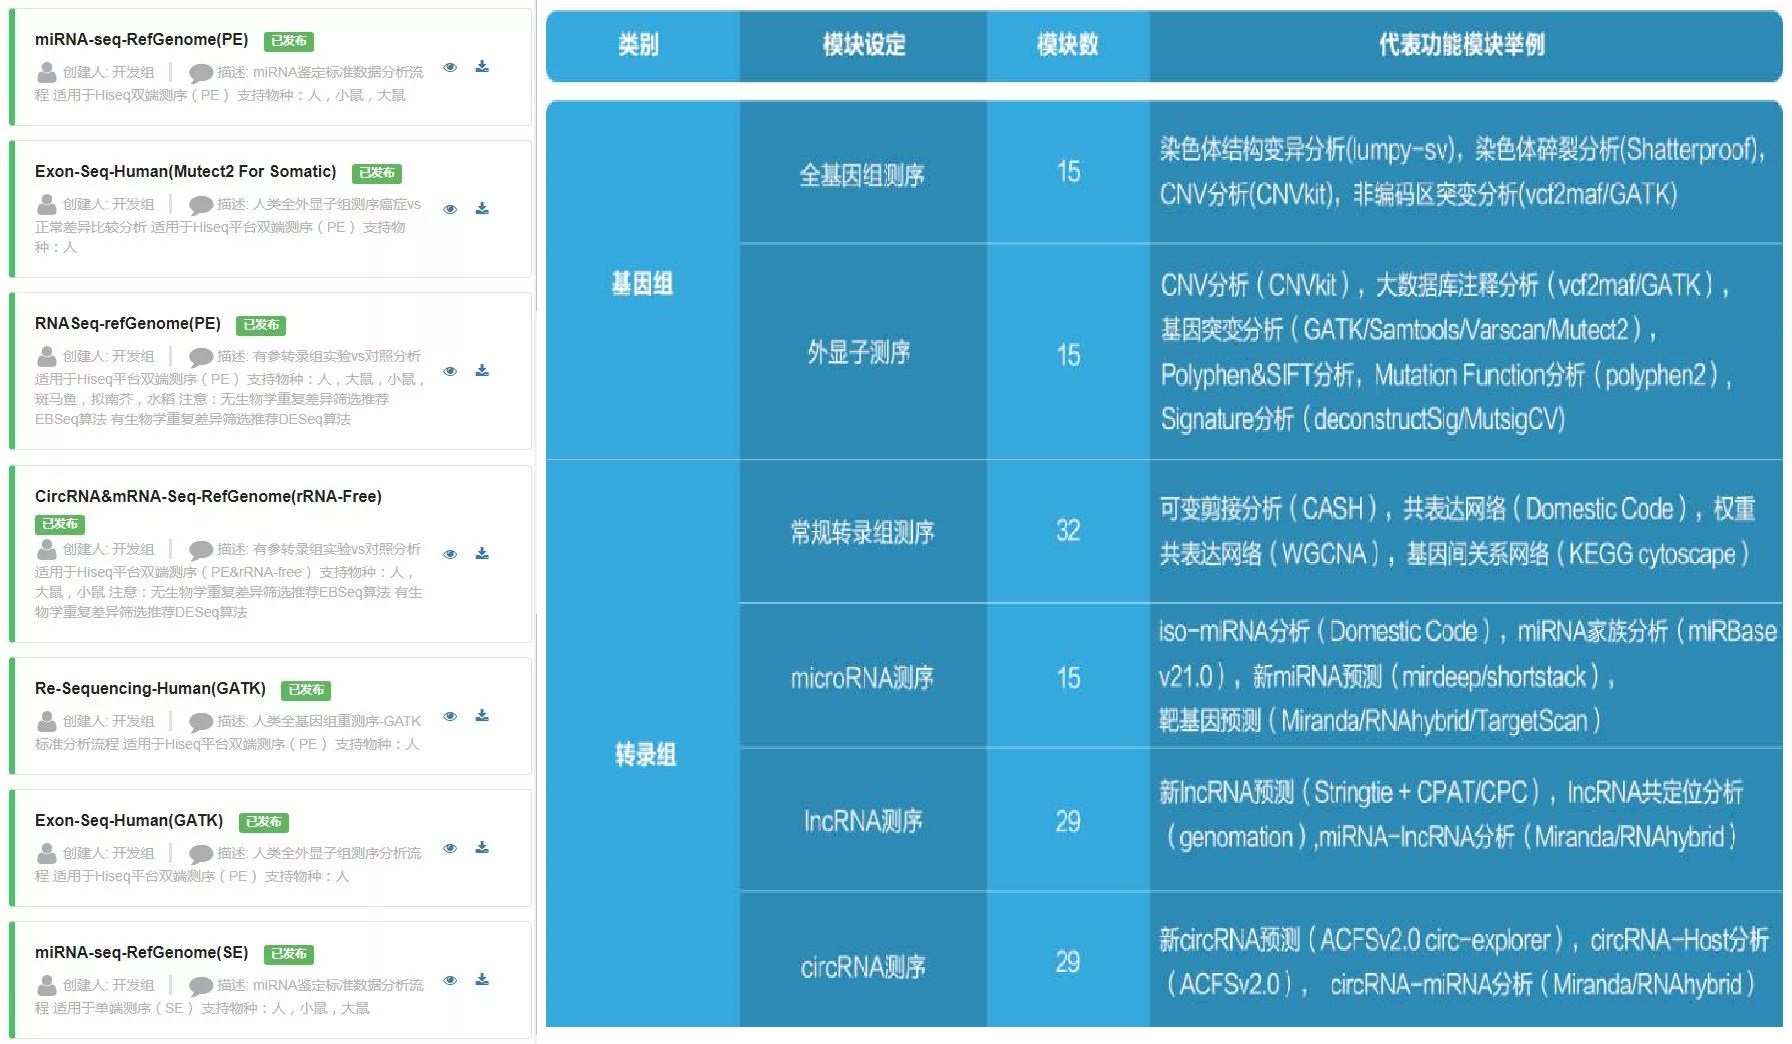 miRNA-seq-RefGenome(PE) 已发布
创建人: 开发组 描述: miRNA鉴定标准数据分析流
程 适用于Hiseq双端测序（PE） 支持物种：人，小鼠，大鼠
Exon-Seq-Human(Mutect2 For Somatic) 已发布
创建人: 开发组 描述: 人类全外显子组测序癌症vs
正常差异比较分析 适用于Hiseq平台双端测序（PE） 支持物
种：人
RNASeq-refGenome(PE) 已发布
创建人: 开发组 描述: 有参转录组实验vs对照分析
适用于Hiseq平台双端测序（PE） 支持物种：人，大鼠，小鼠，
斑马鱼，拟南芥，水稻 注意：无生物学重复差异筛选推荐
EBSeq算法 有生物学重复差异筛选推荐DESeq算法
CircRNA&mRNA-Seq-RefGenome(rRNA-Free)
已发布
创建人: 开发组 描述: 有参转录组实验vs对照分析
适用于Hiseq平台双端测序（PE&rRNA-free） 支持物种：人，
大鼠，小鼠 注意：无生物学重复差异筛选推荐EBSeq算法 有生
物学重复差异筛选推荐DESeq算法
Re-Sequencing-Human(GATK) 已发布
创建人: 开发组 描述: 人类全基因组重测序-GATK
标准分析流程 适用于Hiseq平台双端测序（PE） 支持物种：人
Exon-Seq-Human(GATK) 已发布
创建人: 开发组 描述: 人类全外显子组测序分析流
程 适用于Hiseq平台双端测序（PE） 支持物种：人
miRNA-seq-RefGenome(SE) 已发布
创建人: 开发组 描述: miRNA鉴定标准数据分析流
程 适用于单端测序（SE） 支持物种：人，小鼠，大鼠
类别 模块设定 模块数 代表功能模块举例
基因组
全基因组测序 15
染色体结构变异分析(lumpy-sv)，染色体碎裂分析(Shatterproof)，
CNV分析(CNVkit)，非编码区突变分析(vcf2maf/GATK)
外显子测序 15
CNV分析（CNVkit），大数据库注释分析（vcf2maf/GATK），
基因突变分析（GATK/Samtools/Varscan/Mutect2），
Polyphen&SIFT分析，Mutation Function分析（polyphen2），
Signature分析（deconstructSig/MutsigCV)
转录组
常规转录组测序 32
可变剪接分析（CASH），共表达网络（Domestic Code），权重
共表达网络（WGCNA），基因间关系网络（KEGG cytoscape）
microRNA测序 15
iso-miRNA分析（Domestic Code），miRNA家族分析（miRBase
v21.0），新miRNA预测（mirdeep/shortstack），
靶基因预测（Miranda/RNAhybrid/TargetScan）
lncRNA测序 29
新lncRNA预测（Stringtie + CPAT/CPC），lncRNA共定位分析
（genomation）,miRNA-lncRNA分析（Miranda/RNAhybrid）
circRNA测序 29
新circRNA预测（ACFSv2.0 circ-explorer），circRNA-Host分析
（ACFSv2.0）， circRNA-miRNA分析（Miranda/RNAhybrid）